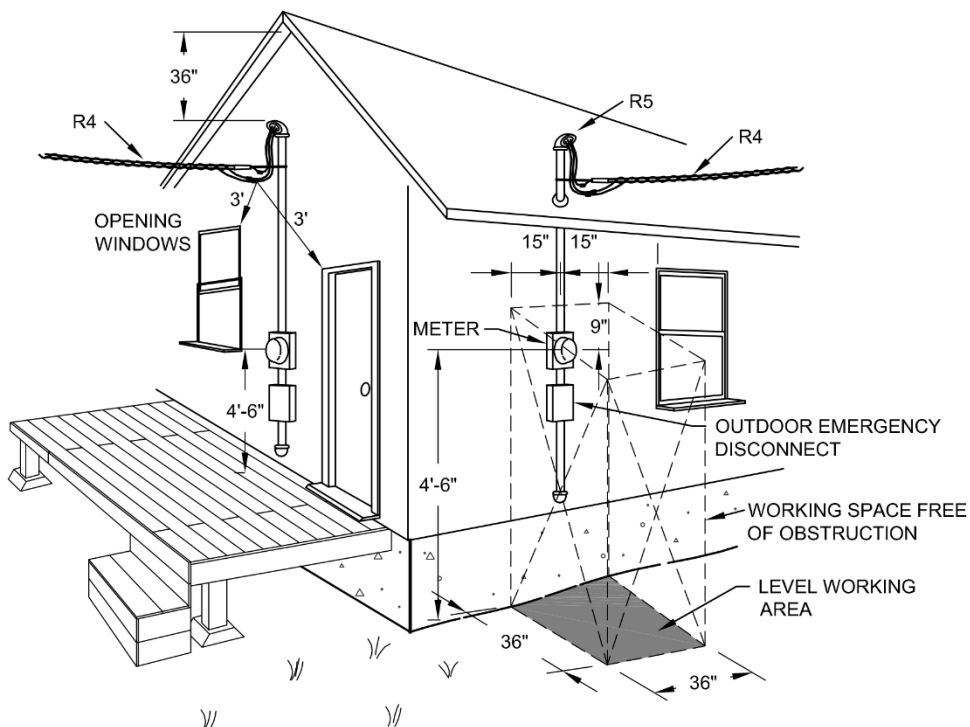 36"
R4
R5
R4
3'
3'
OPENING
WINDOWS
15"
15"
9"
METER
4'-6"
OUTDOOR EMERGENCY
DISCONNECT
4'-6"
WORKING SPACE FREE
OF OBSTRUCTION
LEVEL WORKING
AREA
36"
36"